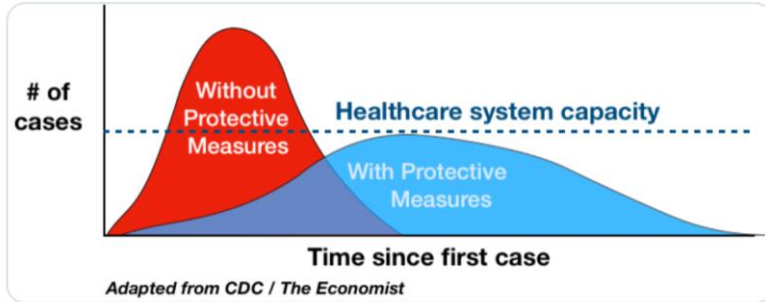 # of
cases
Without
Protective
Measures
Healthcare system capacity
With Protective
Measures
Time since first case
Adapted from CDC / The Economist